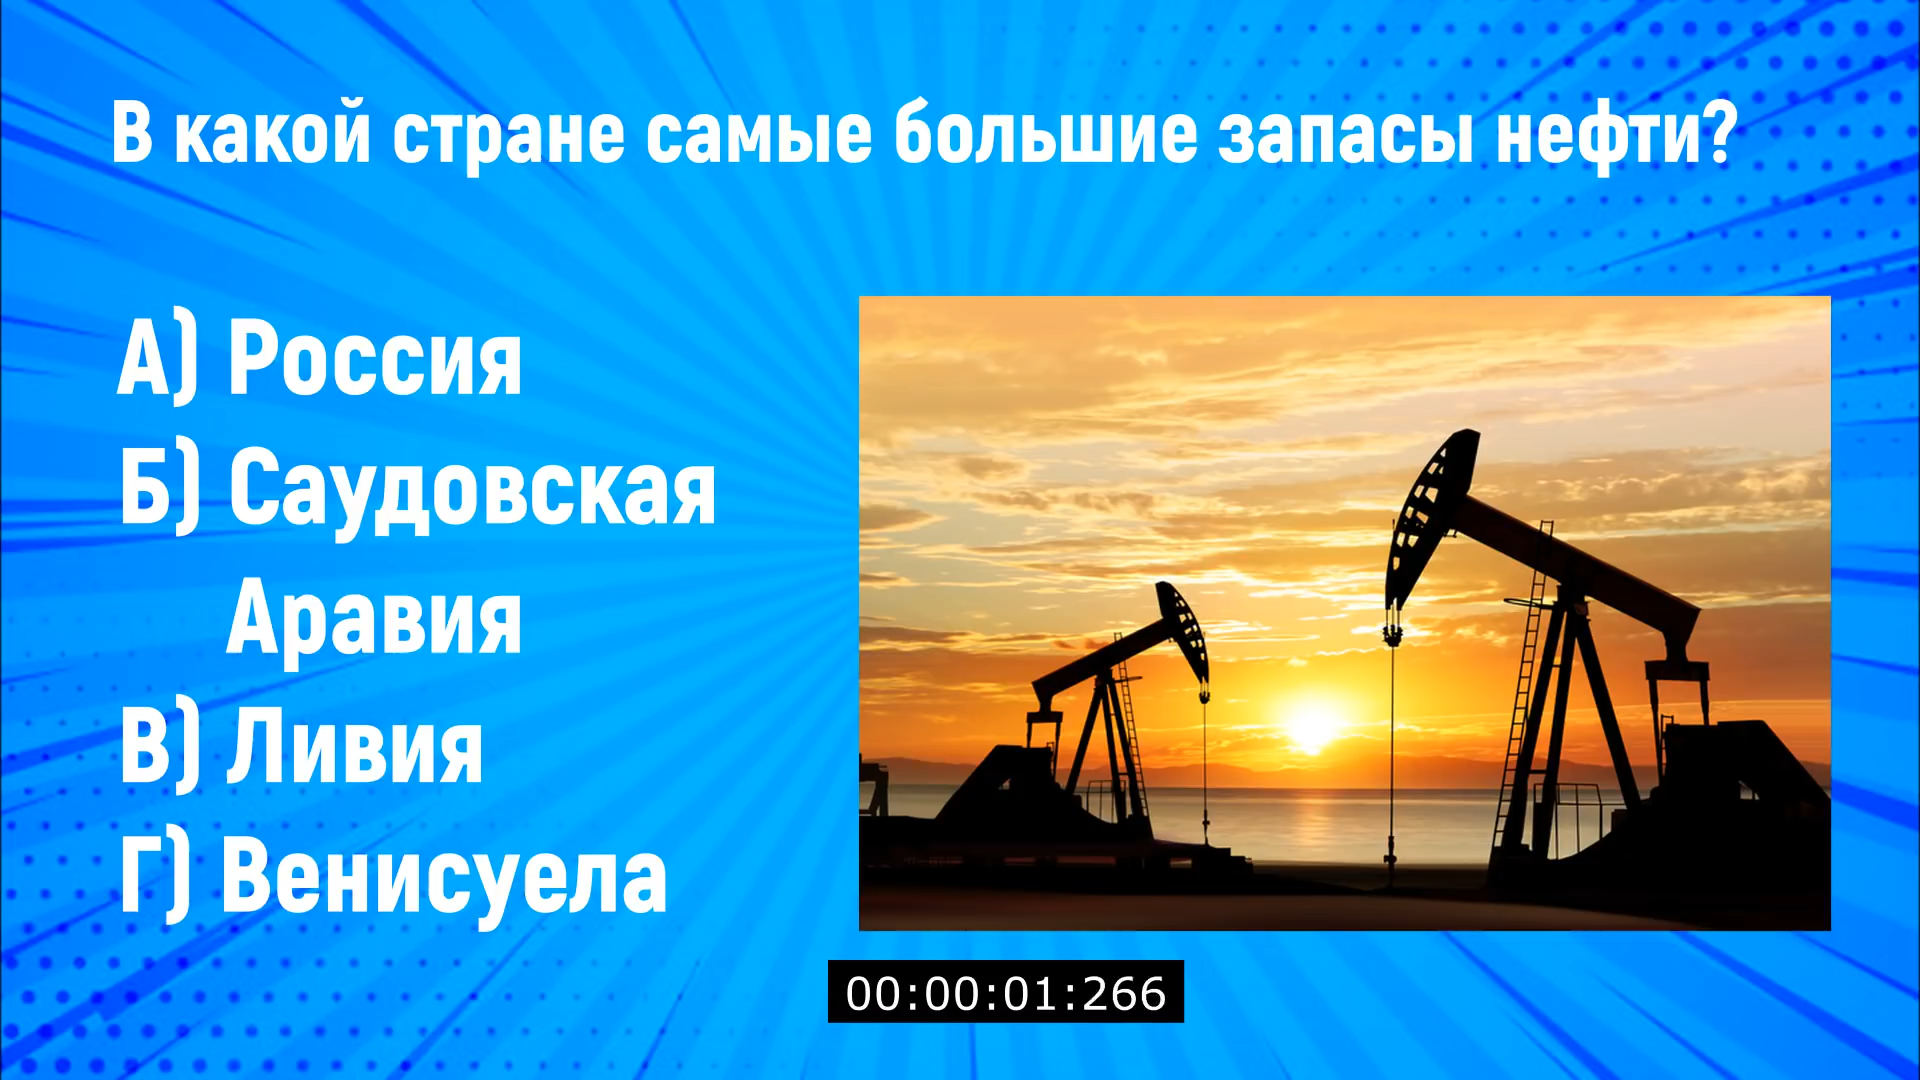 В какой стране самые большие запасы нефти?
А) Россия
Б) Саудовская
Аравия
В) Ливия
Г) Венисуела
00:00:01:266